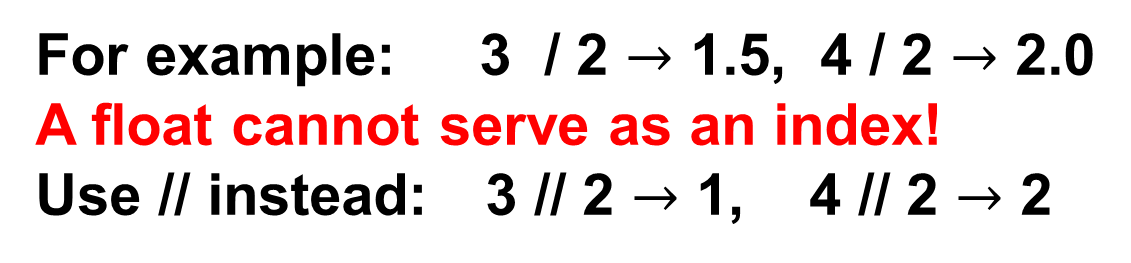 For example: 3 / 2 → 1.5, 4 / 2 → 2.0
A float cannot serve as an index!
Use // instead: 3 // 2 → 1, 4 // 2 → 2